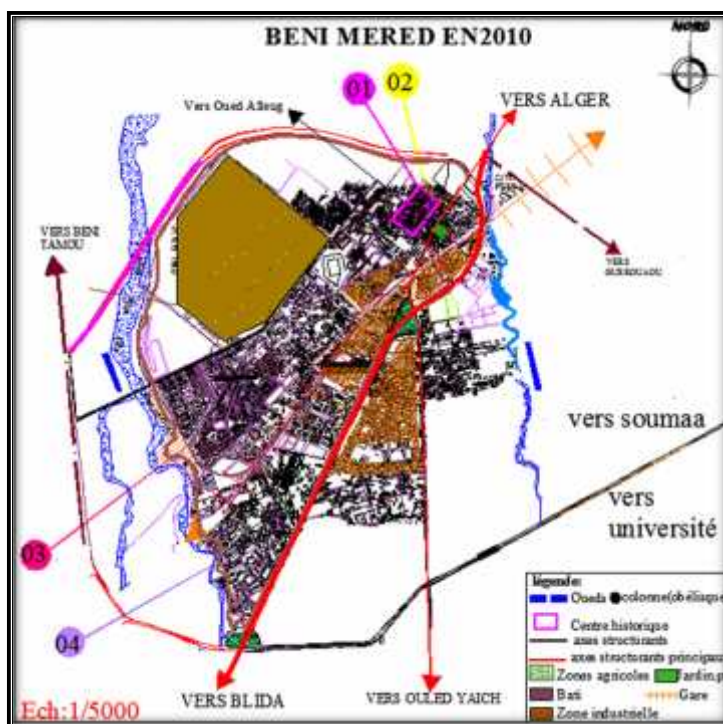 BENI MERED EN2010
NORD
01
02
Vers Oued Alleug
VERS ALGER
VERS BENI
TAMOU
VERS
vers soumaa
vers
université
03
04
VERS BLIDA
VERS OULED YAICH
Ech:1/5000
légende:
Oueds colonne(obélisque
Centre historique
axes structurants
axes structurants principaux
Zones agricoles Jardin.p
Bati Gare
Zone industrielle